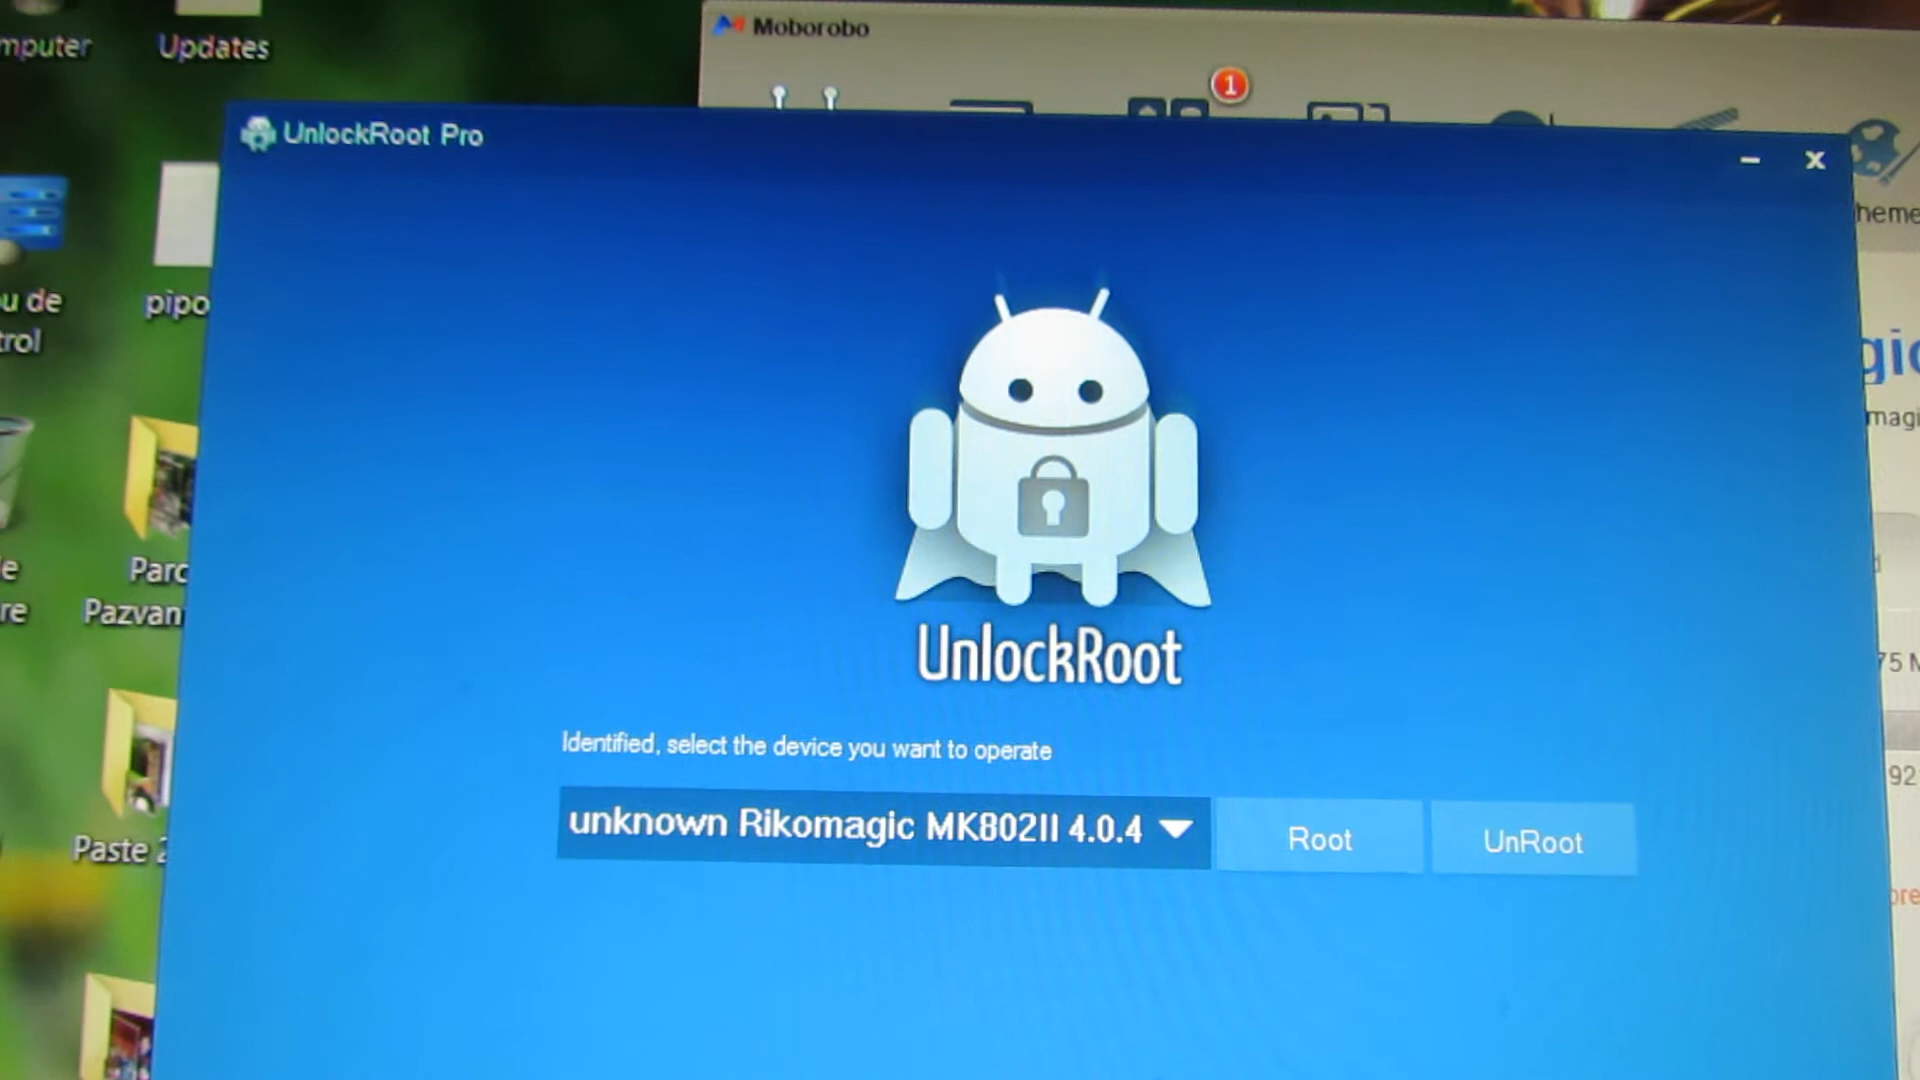 mputer
Updates
Moborobo
1
UnlockRoot Pro
heme
u de
trol
pipo
gic
magi
Parc
Pazvan
re
UnlockRoot
75 M
Identified, select the device you want to operate
92
unknown Rikomagic MK802II 4.0.4
Root
UnRoot
Paste 2